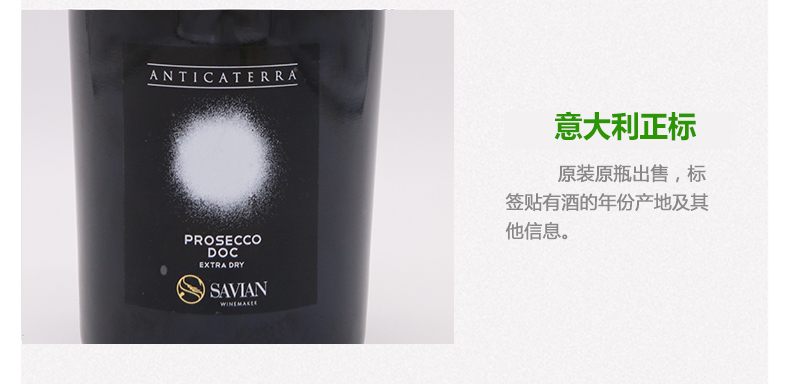 ANTICATERRA
PROSECCO
DOC
EXTRA DRY
SAVIAN
WINEMAKER
意大利正标
原装原瓶出售，标
签贴有酒的年份产地及其
他信息。